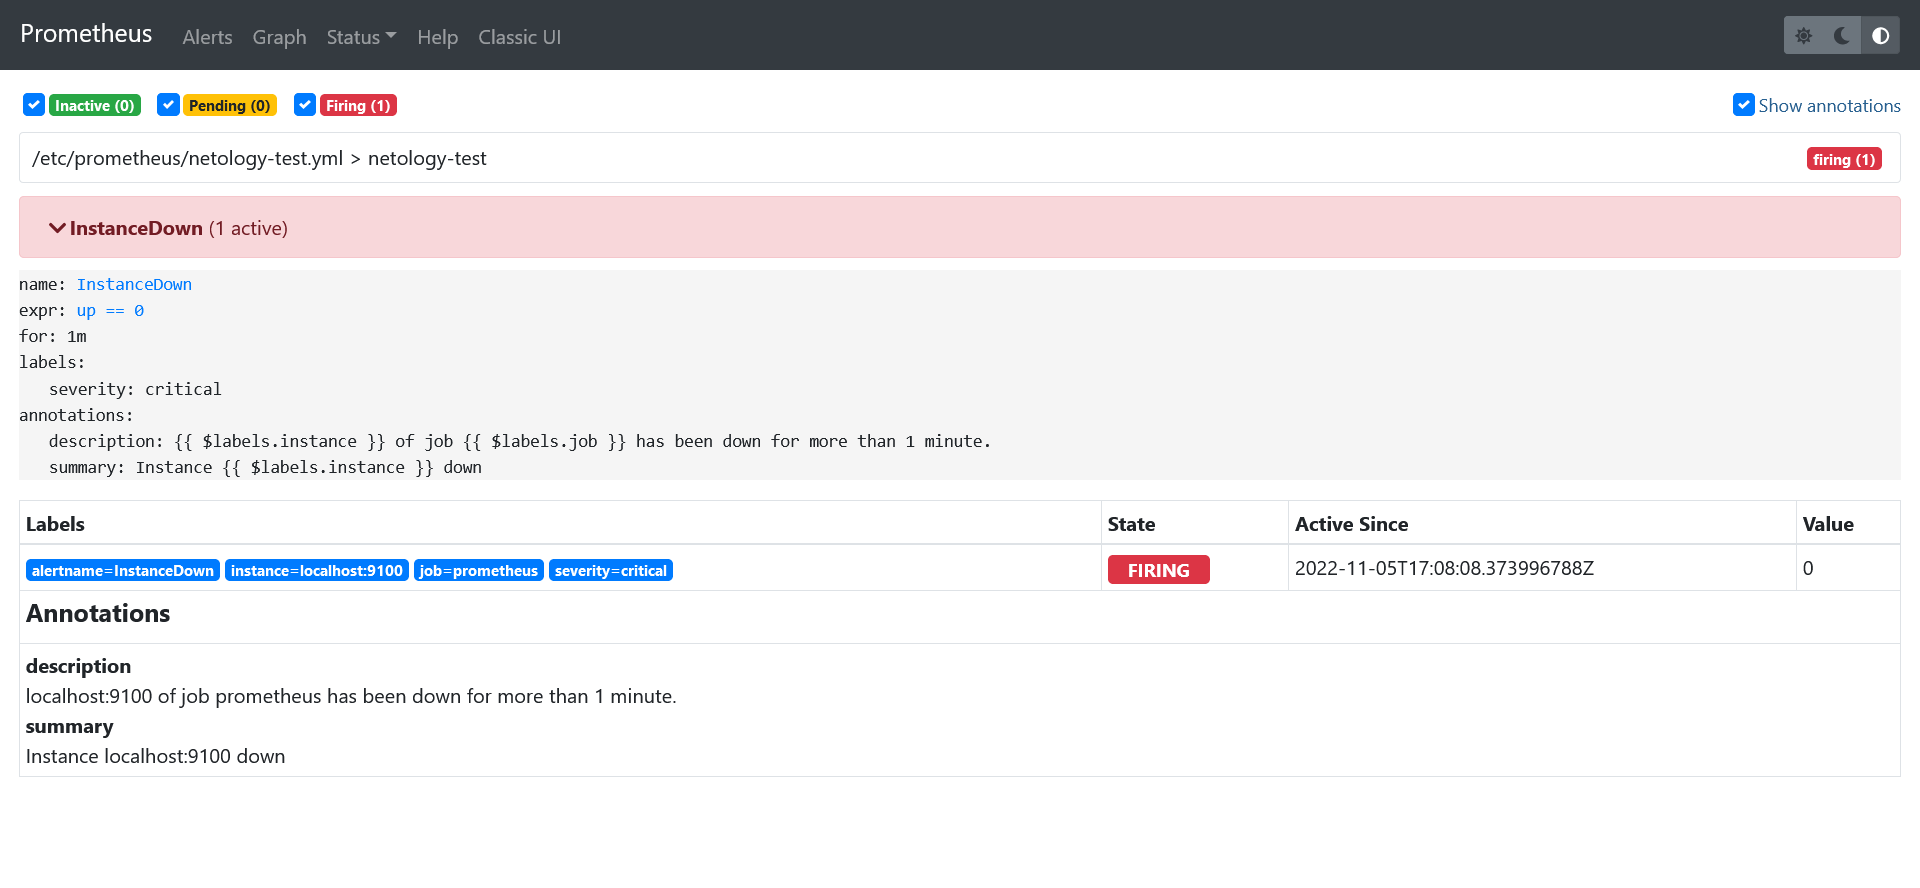 Prometheus Alerts Graph Status Help Classic UI
Inactive (0) Pending (0) Firing (1) Show annotations
/etc/prometheus/netology-test.yml > netology-test firing (1)
InstanceDown (1 active)
name: InstanceDown
expr: up == 0
for: 1m
labels:
severity: critical
annotations:
description: {{ $labels.instance }} of job {{ $labels.job }} has been down for more than 1 minute.
summary: Instance {{ $labels.instance }} down
Labels State Active Since Value
alertname=InstanceDown instance=localhost:9100 job=prometheus severity=critical FIRING 2022-11-05T17:08:08.373996788Z 0
Annotations
description
localhost:9100 of job prometheus has been down for more than 1 minute.
summary
Instance localhost:9100 down